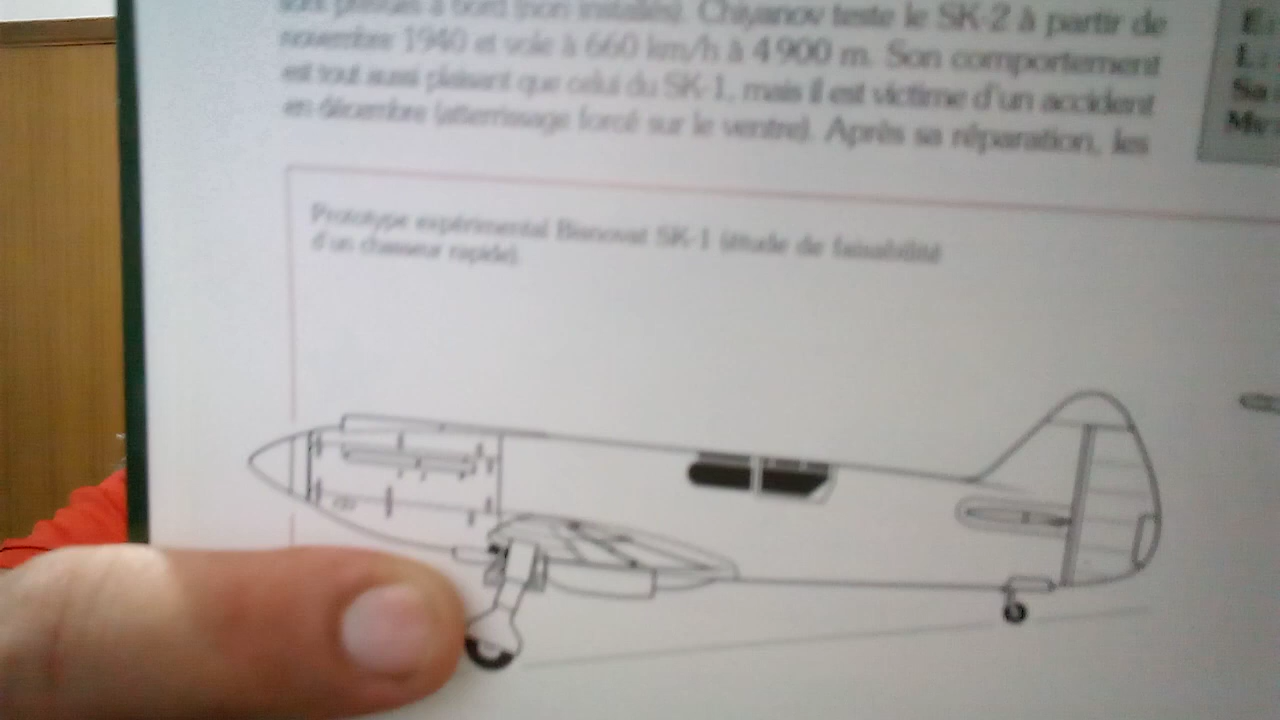 sont prévus à bord (non installés). Chiyanov teste le SK-2 à partir de
novembre 1940 et vole à 660 km/h à 4 900 m. Son comportement
est tout aussi plaisant que celui du SK-1, mais il est victime d'un accident
en décembre (atterrissage forcé sur le ventre). Après sa réparation, les
E:
L:
Sa
Mv
Prototype expérimental Bisnovat SK-1 (étude de faisabilité
d'un chasseur rapide).